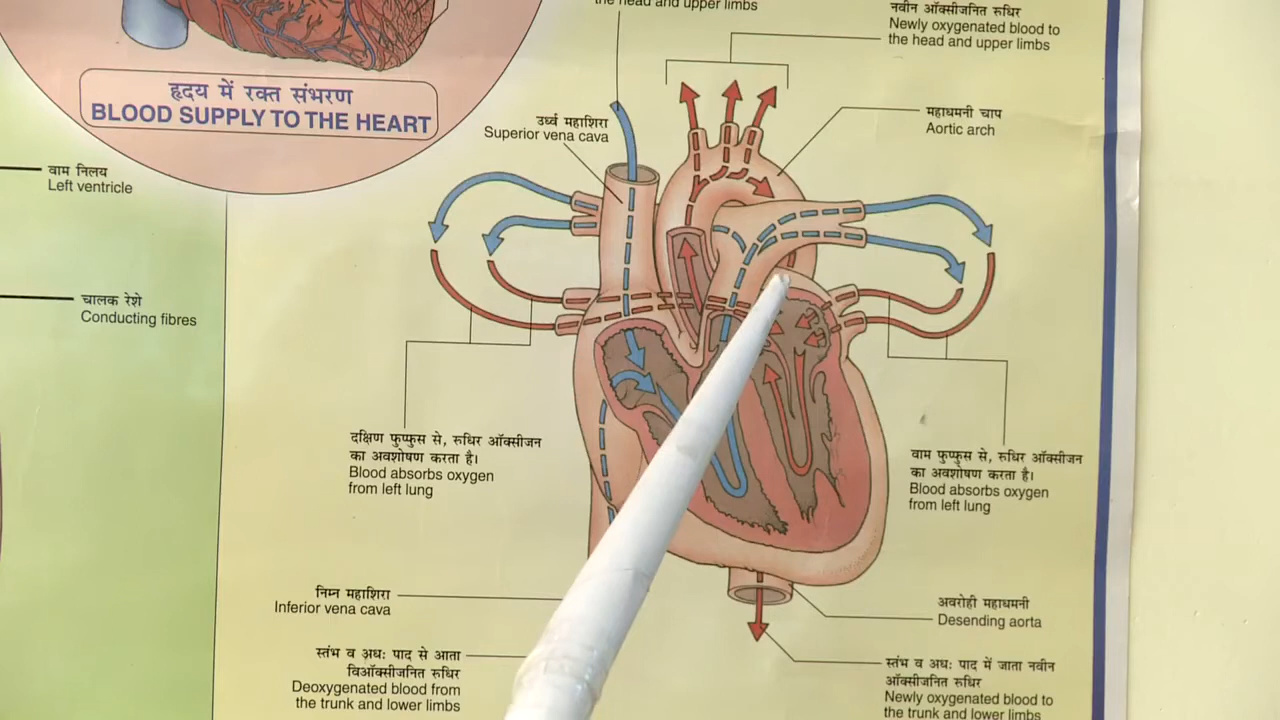 हृदय में रक्त संभरण
BLOOD SUPPLY TO THE HEART
वाम निलय
Left ventricle
चालक रेशे
Conducting fibres
the head and upper limbs
नवीन ऑक्सीजनित रूधिर
Newly oxygenated blood to
the head and upper limbs
उर्ध्व महाशिरा
Superior vena cava
महाधमनी चाप
Aortic arch
दक्षिण फुप्फुस से, रूधिर ऑक्सीजन
का अवशोषण करता है।
Blood absorbs oxygen
from left lung
वाम फुप्फुस से, रूधिर ऑक्सीजन
का अवशोषण करता है।
Blood absorbs oxygen
from left lung
निम्न महाशिरा
Inferior vena cava
अवरोही महाधमनी
Desending aorta
स्तंभ व अधः पाद से आता
विऑक्सीजनित रूधिर
Deoxygenated blood from
the trunk and lower limbs
स्तंभ व अधः पाद में जाता नवीन
ऑक्सीजनित रूधिर
Newly oxygenated blood to
the trunk and lower limbs